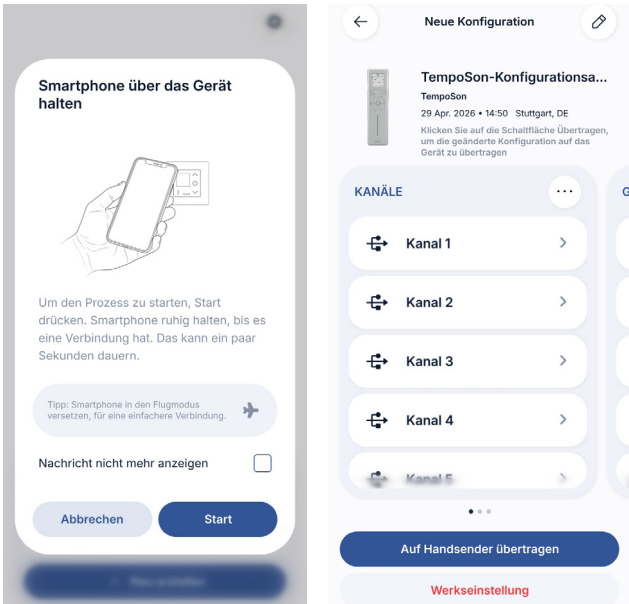 Smartphone über das Gerät
halten
Um den Prozess zu starten, Start
drücken. Smartphone ruhig halten, bis es
eine Verbindung hat. Das kann ein paar
Sekunden dauern.
Tipp: Smartphone in den Flugmodus
versetzen, für eine einfachere Verbindung.
Nachricht nicht mehr anzeigen
Abbrechen
Start
Neu erstellen
Neue Konfiguration
TempoSon-Konfigurationsa...
TempoSon
29 Apr. 2026 • 14:50 Stuttgart, DE
Klicken Sie auf die Schaltfläche Übertragen,
um die geänderte Konfiguration auf das
Gerät zu übertragen
KANÄLE
G
Kanal 1
Kanal 2
Kanal 3
Kanal 4
Kanal 5
Auf Handsender übertragen
Werkseinstellung